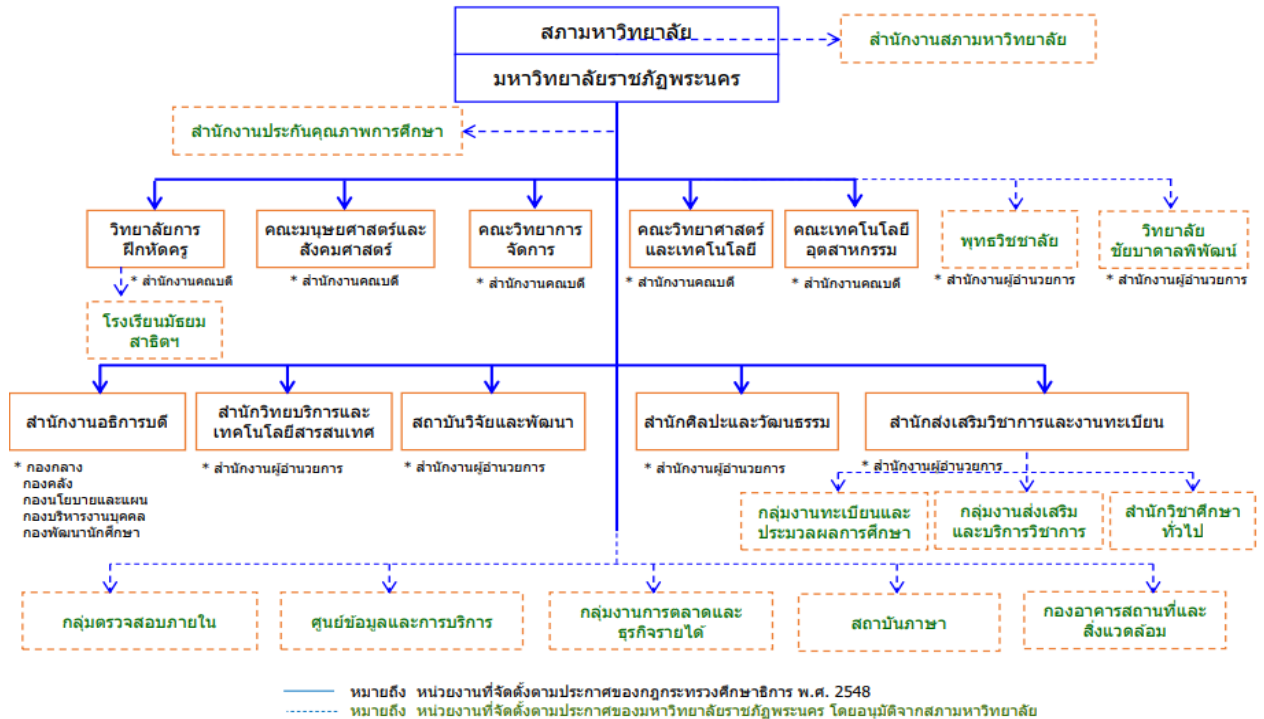 สภามหาวิทยาลัย
สำนักงานสภามหาวิทยาลัย
มหาวิทยาลัยราชภัฏพระนคร
สำนักงานประกันคุณภาพการศึกษา
วิทยาลัยการ
ฝึกหัดครู
* สำนักงานคณบดี
คณะมนุษยศาสตร์และ
สังคมศาสตร์
* สำนักงานคณบดี
คณะวิทยาการ
จัดการ
* สำนักงานคณบดี
คณะวิทยาศาสตร์
และเทคโนโลยี
* สำนักงานคณบดี
คณะเทคโนโลยี
อุตสาหกรรม
* สำนักงานคณบดี
พุทธวิชชาลัย
* สำนักงานผู้อำนวยการ
วิทยาลัย
ชัยบาดาลพิพัฒน์
* สำนักงานผู้อำนวยการ
โรงเรียนมัธยม
สาธิตฯ
สำนักงานอธิการบดี
* กองกลาง
กองคลัง
กองนโยบายและแผน
กองบริหารงานบุคคล
กองพัฒนานักศึกษา
สำนักวิทยบริการและ
เทคโนโลยีสารสนเทศ
* สำนักงานผู้อำนวยการ
สถาบันวิจัยและพัฒนา
* สำนักงานผู้อำนวยการ
สำนักศิลปะและวัฒนธรรม
* สำนักงานผู้อำนวยการ
สำนักส่งเสริมวิชาการและงานทะเบียน
* สำนักงานผู้อำนวยการ
กลุ่มงานทะเบียนและ
ประมวลผลการศึกษา
กลุ่มงานส่งเสริม
และบริการวิชาการ
สำนักวิชาศึกษา
ทั่วไป
กลุ่มตรวจสอบภายใน
ศูนย์ข้อมูลและการบริการ
กลุ่มงานการตลาดและ
ธุรกิจรายได้
สถาบันภาษา
กองอาคารสถานที่และ
สิ่งแวดล้อม
หมายถึง หน่วยงานที่จัดตั้งตามประกาศของกฎกระทรวงศึกษาธิการ พ.ศ. 2548
หมายถึง หน่วยงานที่จัดตั้งตามประกาศของมหาวิทยาลัยราชภัฏพระนคร โดยอนุมัติจากสภามหาวิทยาลัย